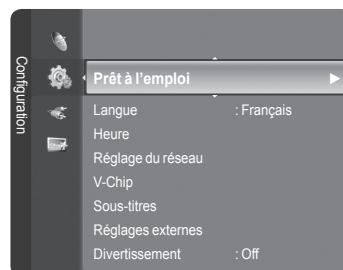 Configuration
Prêt à l'emploi
Langue : Français
Heure
Réglage du réseau
V-Chip
Sous-titres
Réglages externes
Divertissement : Off